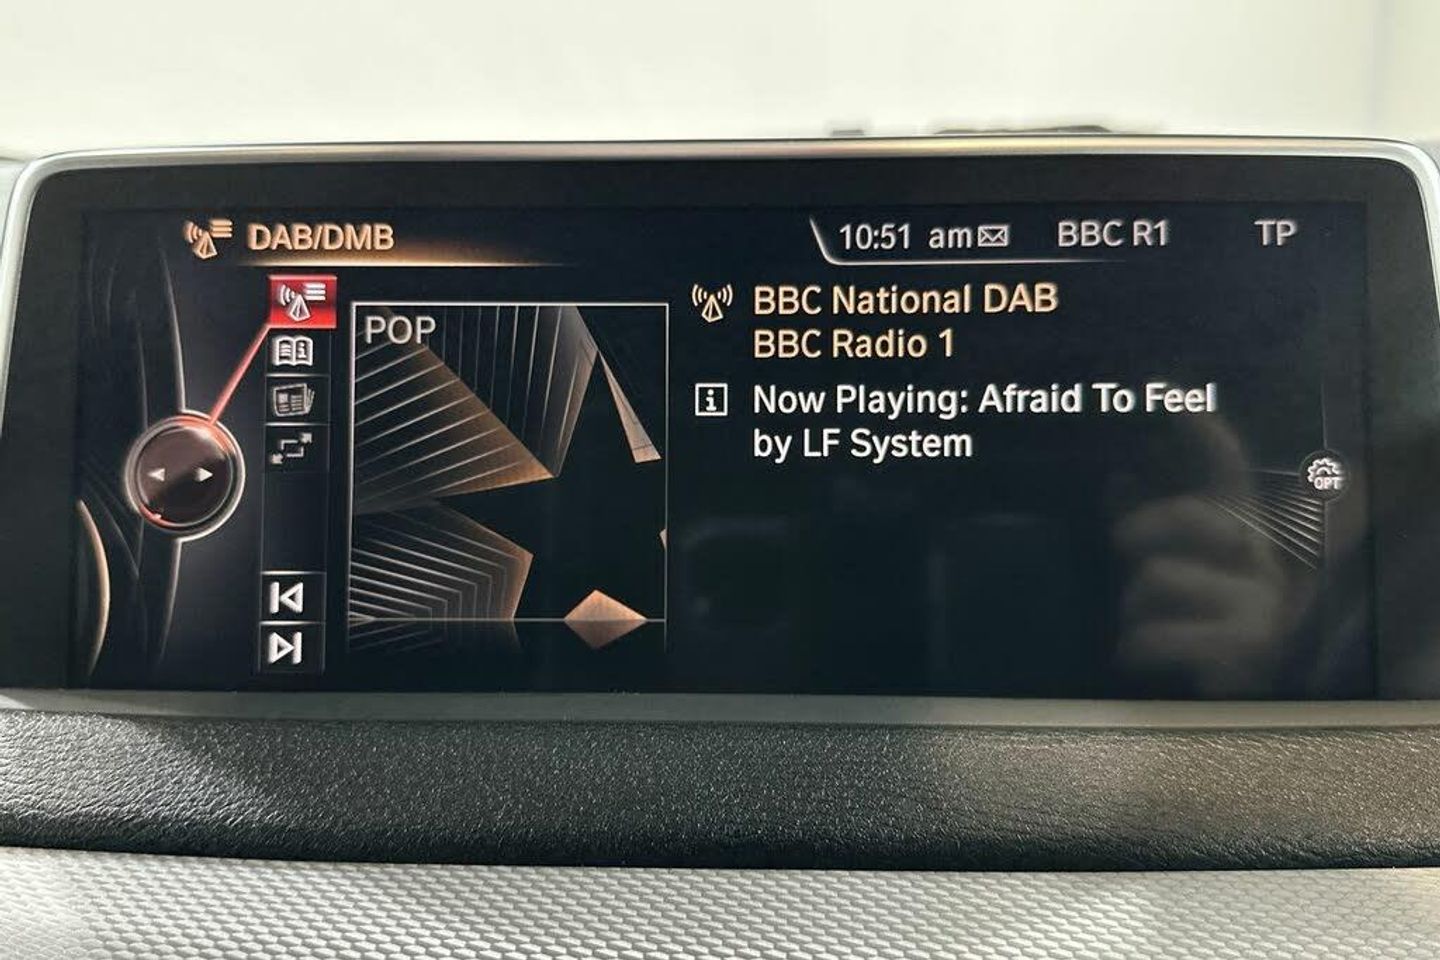 DAB/DMB
10:51 am
BBC R1
TP
POP
BBC National DAB
BBC Radio 1
Now Playing: Afraid To Feel
by LF System
OPT